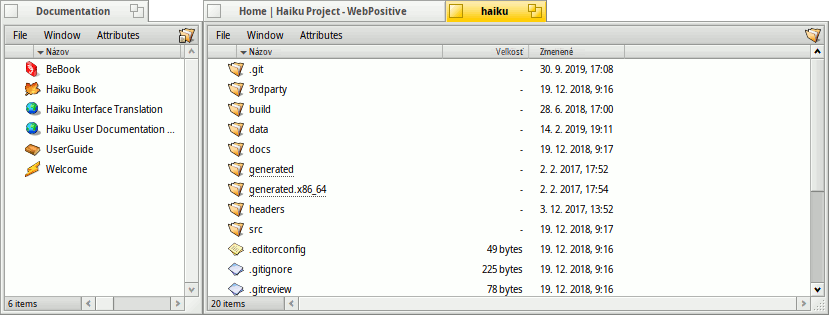 Documentation
File Window Attributes
Názov
BeBook
Haiku Book
Haiku Interface Translation
Haiku User Documentation ...
UserGuide
Welcome
6 items
Home | Haiku Project - WebPositive
haiku
File Window Attributes
Názov Veľkosť Zmenené
.git - 30. 9. 2019, 17:08
3rdparty - 19. 12. 2018, 9:16
build - 28. 6. 2018, 17:00
data - 14. 2. 2019, 19:11
docs - 19. 12. 2018, 9:17
generated - 2. 2. 2017, 17:52
generated.x86_64 - 2. 2. 2017, 17:54
headers - 3. 12. 2017, 13:52
src - 19. 12. 2018, 9:17
.editorconfig 49 bytes 19. 12. 2018, 9:16
.gitignore 225 bytes 19. 12. 2018, 9:16
.gitreview 78 bytes 19. 12. 2018, 9:16
20 items